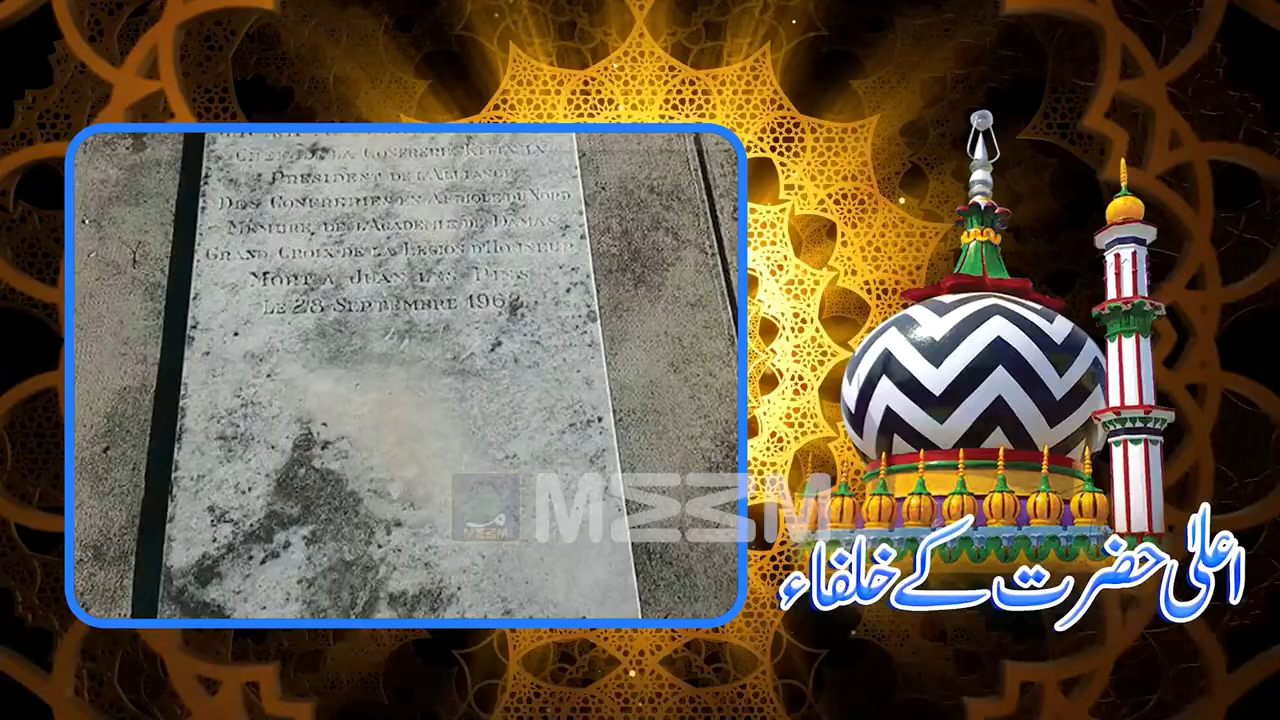 CHEF DE LA CONFRERIE KITTANIA
PRESIDENT DE L'ALLIANCE
DES CONFRERIES EN AFRIQUE DU NORD
MEMBRE DE L'ACADEMIE DE DAMAS
GRAND CROIX DE LA LEGION D'HONNEUR
MORT A JUAN LES PINS
LE 28 SEPTEMBRE 1962
MEEM
اعلیٰ حضرت کے خلفاء